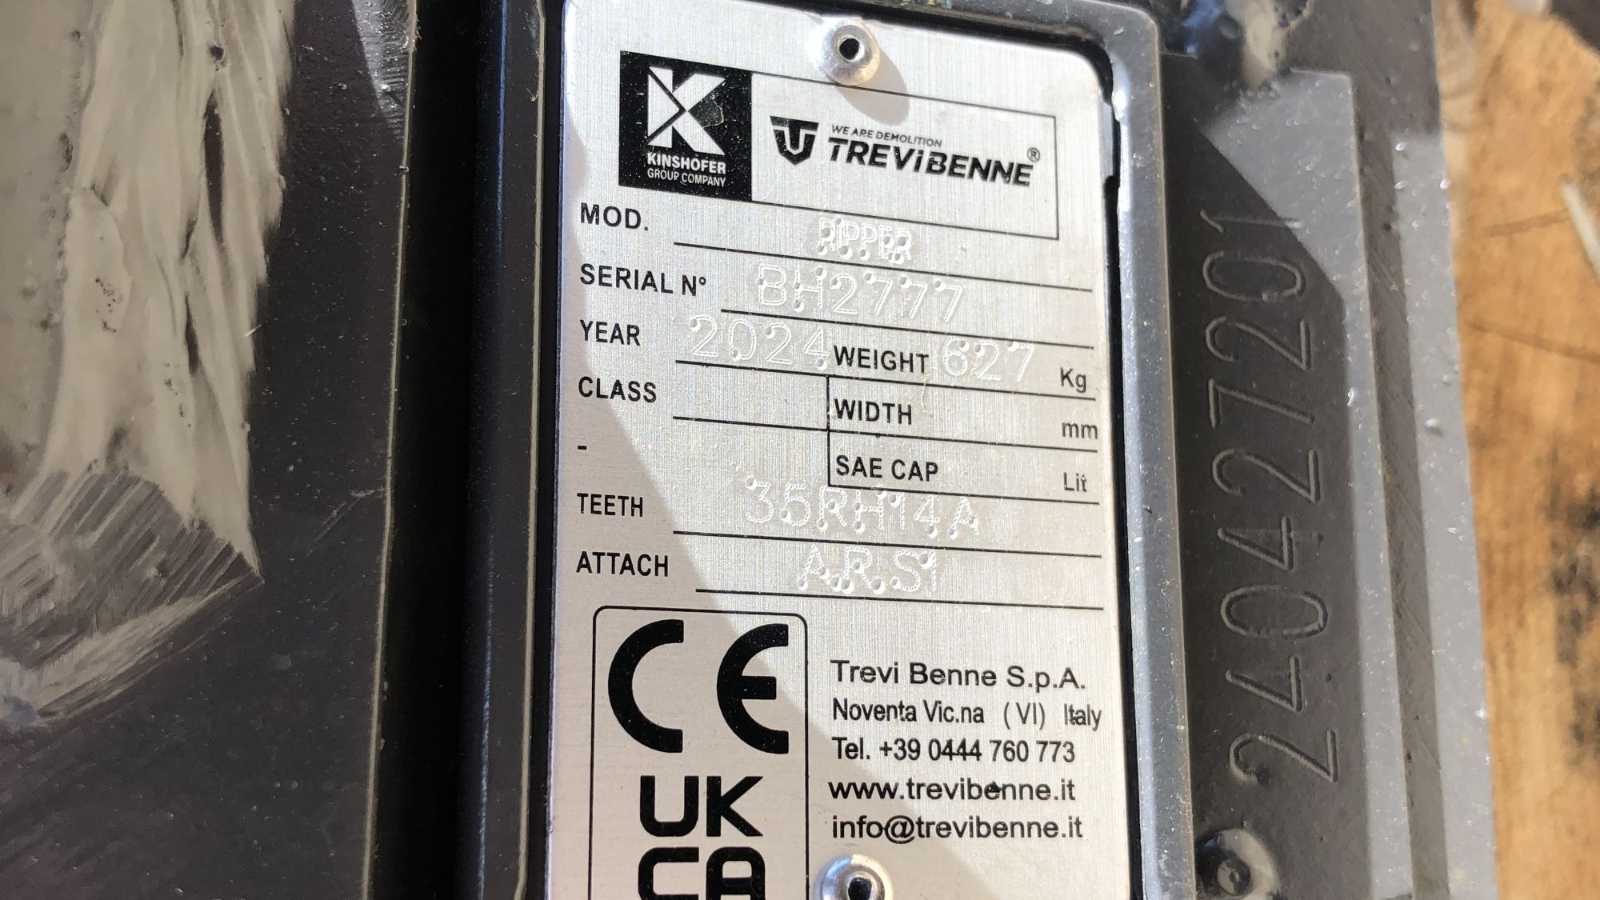 KINSHOFER
GROUP COMPANY
WE ARE DEMOLITION
TREVIBENNE®
MOD. RIPPER
SERIAL N° BH2777
YEAR 2024 WEIGHT 627 Kg
CLASS WIDTH mm
- SAE CAP Lit
TEETH 35RH14A
ATTACH A.R.S1
CE
UK
CA
Trevi Benne S.p.A.
Noventa Vic.na (VI) Italy
Tel. +39 0444 760 773
www.trevibenne.it
info@trevibenne.it
24042701